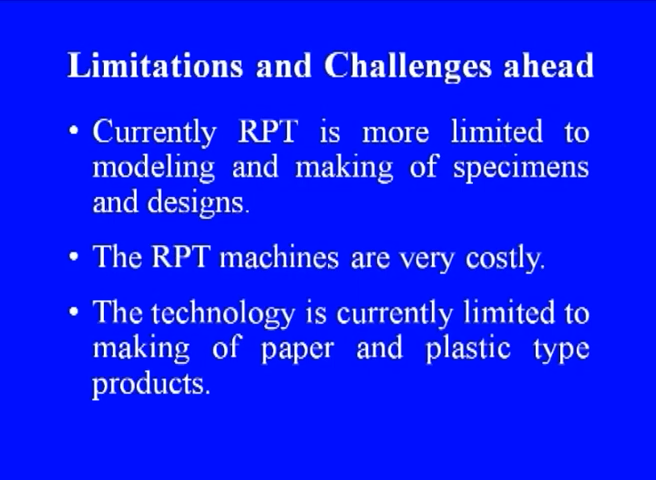 Limitations and Challenges ahead
• Currently RPT is more limited to
modeling and making of specimens
and designs.
• The RPT machines are very costly.
• The technology is currently limited to
making of paper and plastic type
products.